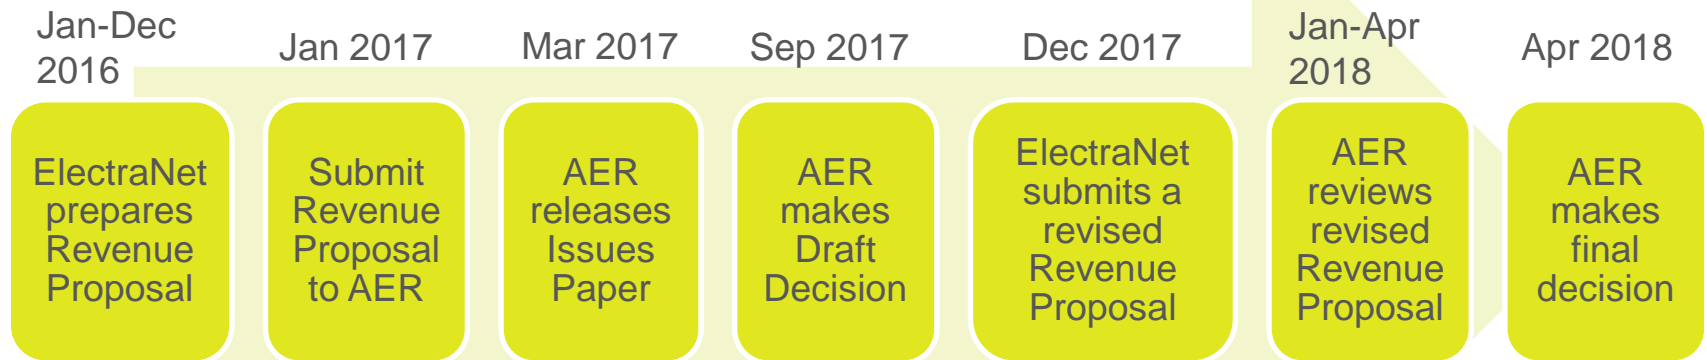 Jan-Dec
2016
ElectraNet
prepares
Revenue
Proposal
Jan 2017
Submit
Revenue
Proposal
to AER
Mar 2017
AER
releases
Issues
Paper
Sep 2017
AER
makes
Draft
Decision
Dec 2017
ElectraNet
submits a
revised
Revenue
Proposal
Jan-Apr
2018
AER
reviews
revised
Revenue
Proposal
Apr 2018
AER
makes
final
decision